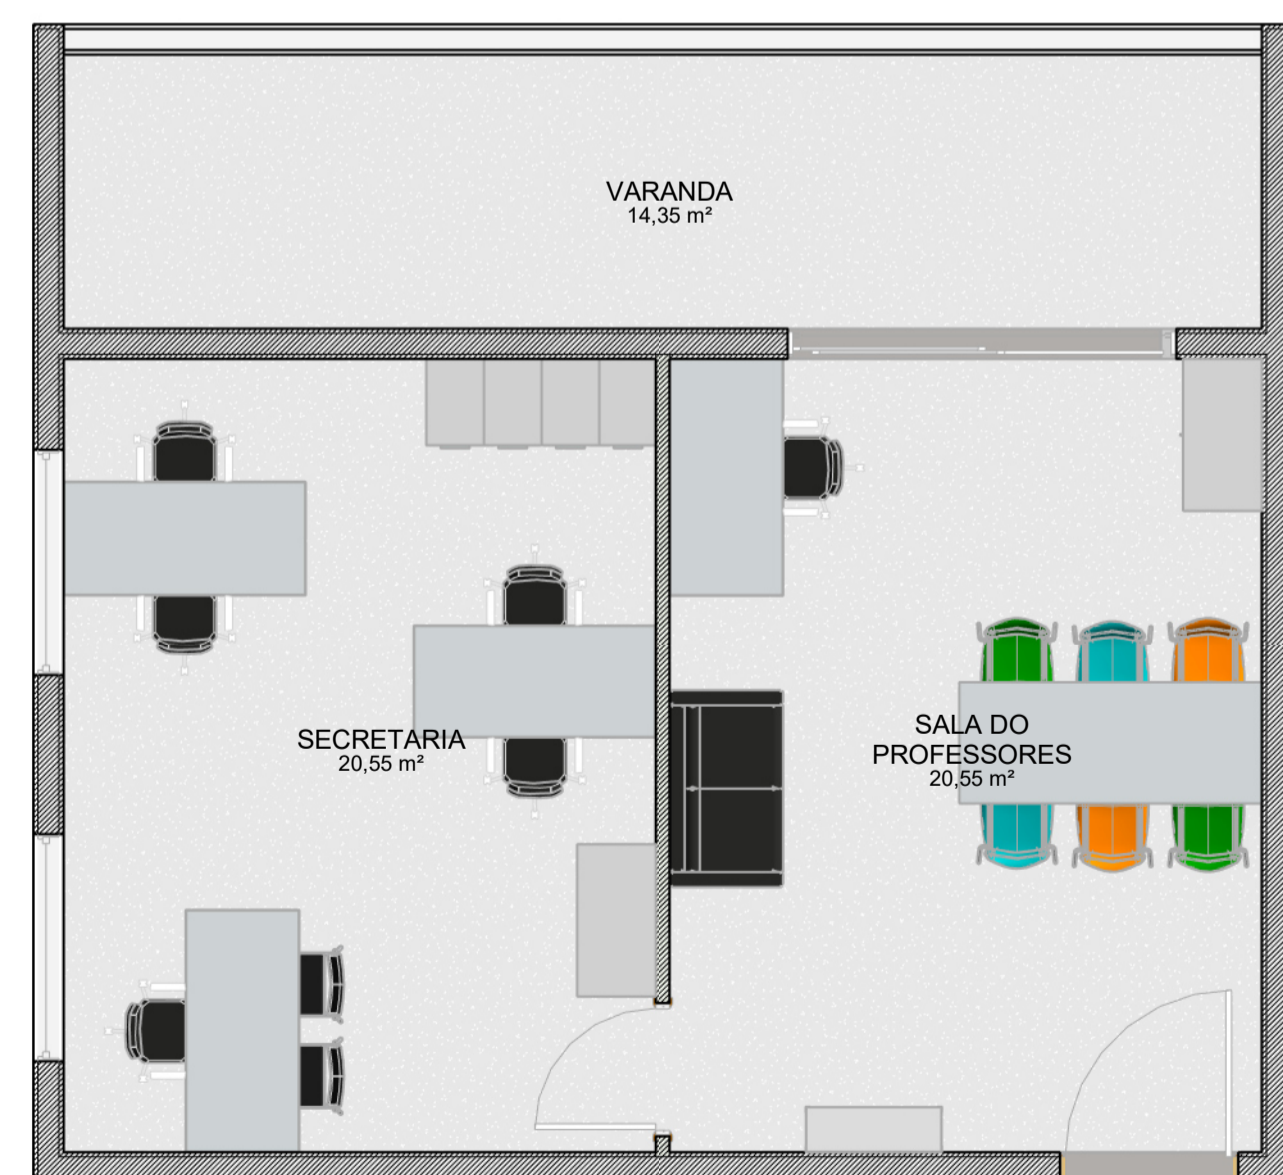 VARANDA
14,35 m²
SECRETARIA
20,55 m²
SALA DO
PROFESSORES
20,55 m²